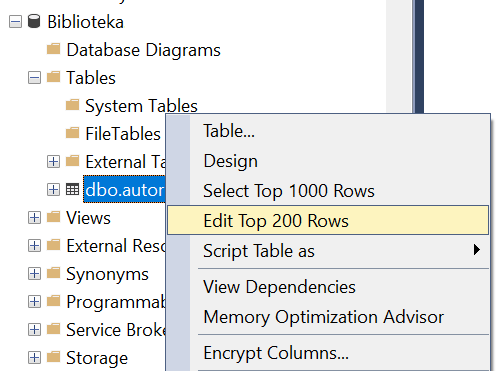 Biblioteka
Database Diagrams
Tables
System Tables
FileTables
External Ta
dbo.autor
Views
External Reso
Synonyms
Programmab
Service Broke
Storage
Table...
Design
Select Top 1000 Rows
Edit Top 200 Rows
Script Table as
View Dependencies
Memory Optimization Advisor
Encrypt Columns...